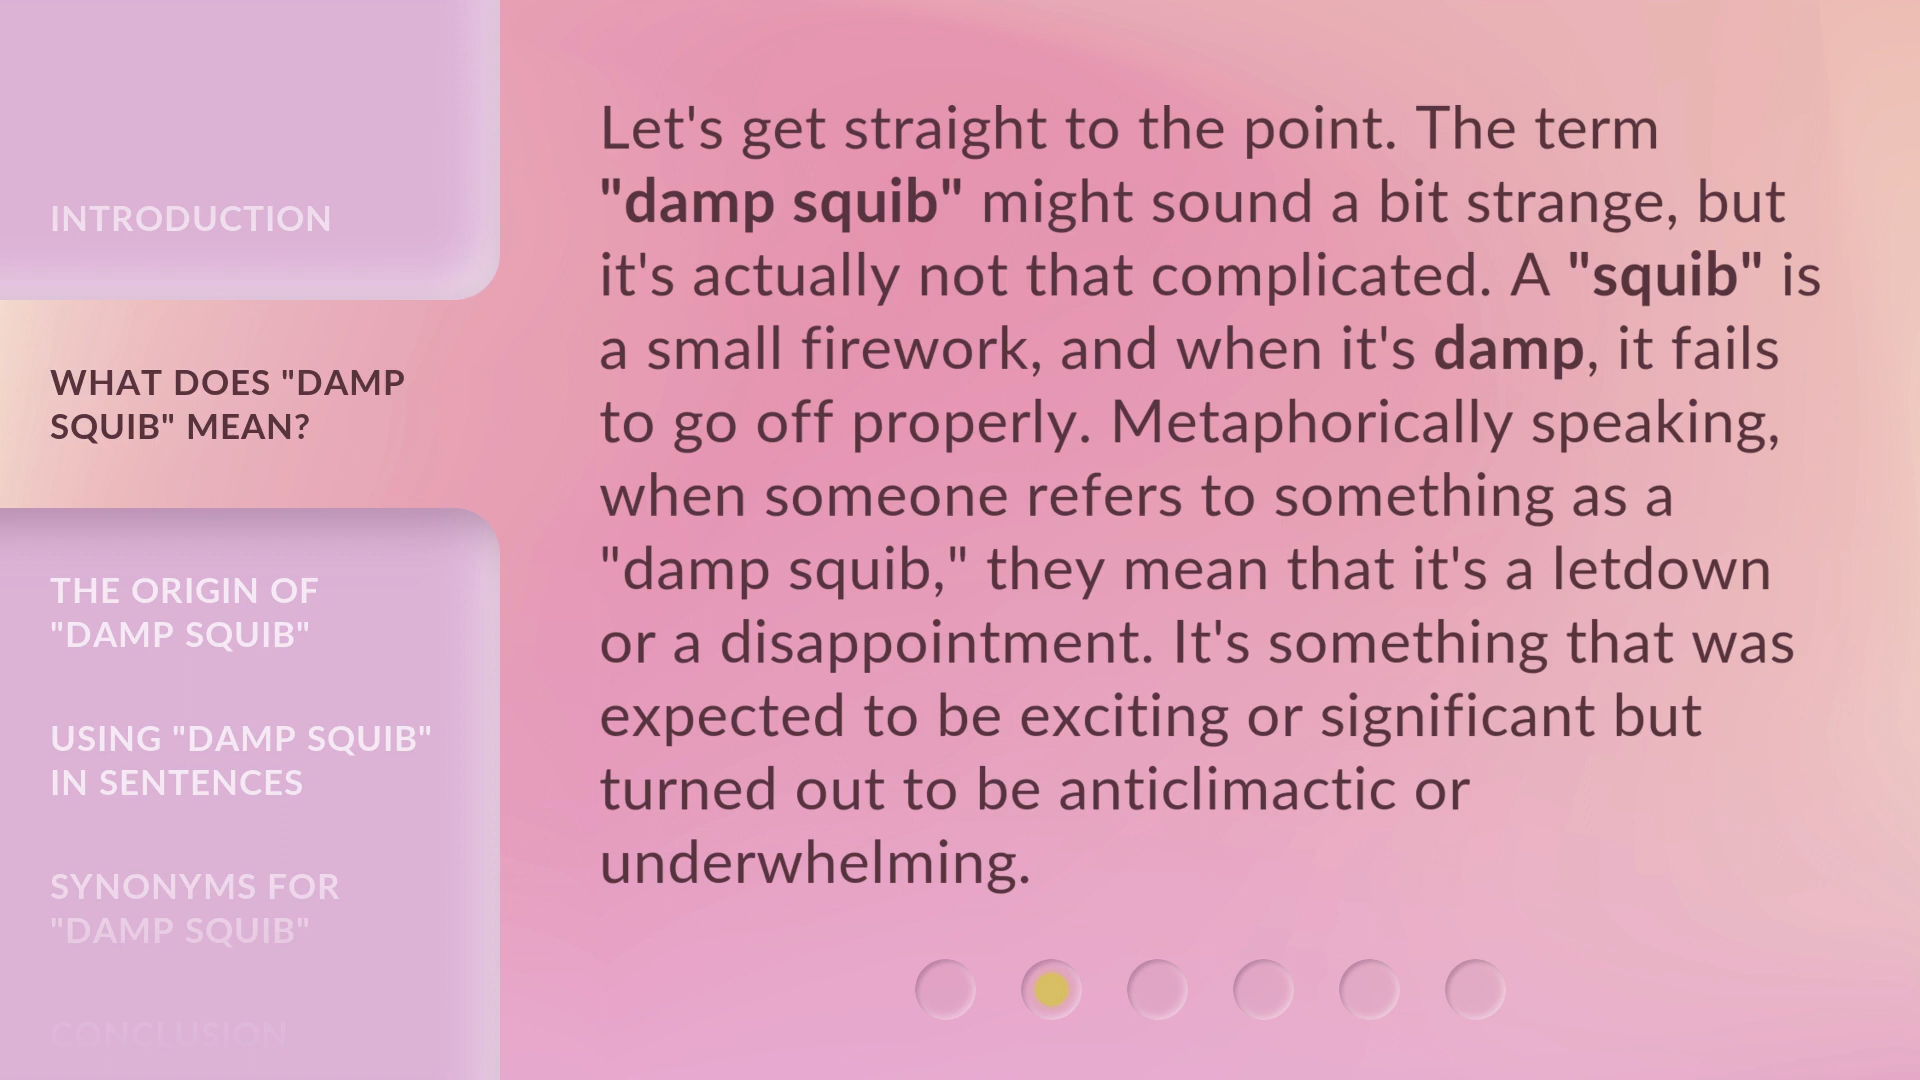 INTRODUCTION
WHAT DOES "DAMP
SQUIB" MEAN?
THE ORIGIN OF
"DAMP SQUIB"
USING "DAMP SQUIB"
IN SENTENCES
SYNONYMS FOR
"DAMP SQUIB"
CONCLUSION
Let's get straight to the point. The term
"damp squib" might sound a bit strange, but
it's actually not that complicated. A "squib" is
a small firework, and when it's damp, it fails
to go off properly. Metaphorically speaking,
when someone refers to something as a
"damp squib," they mean that it's a letdown
or a disappointment. It's something that was
expected to be exciting or significant but
turned out to be anticlimactic or
underwhelming.